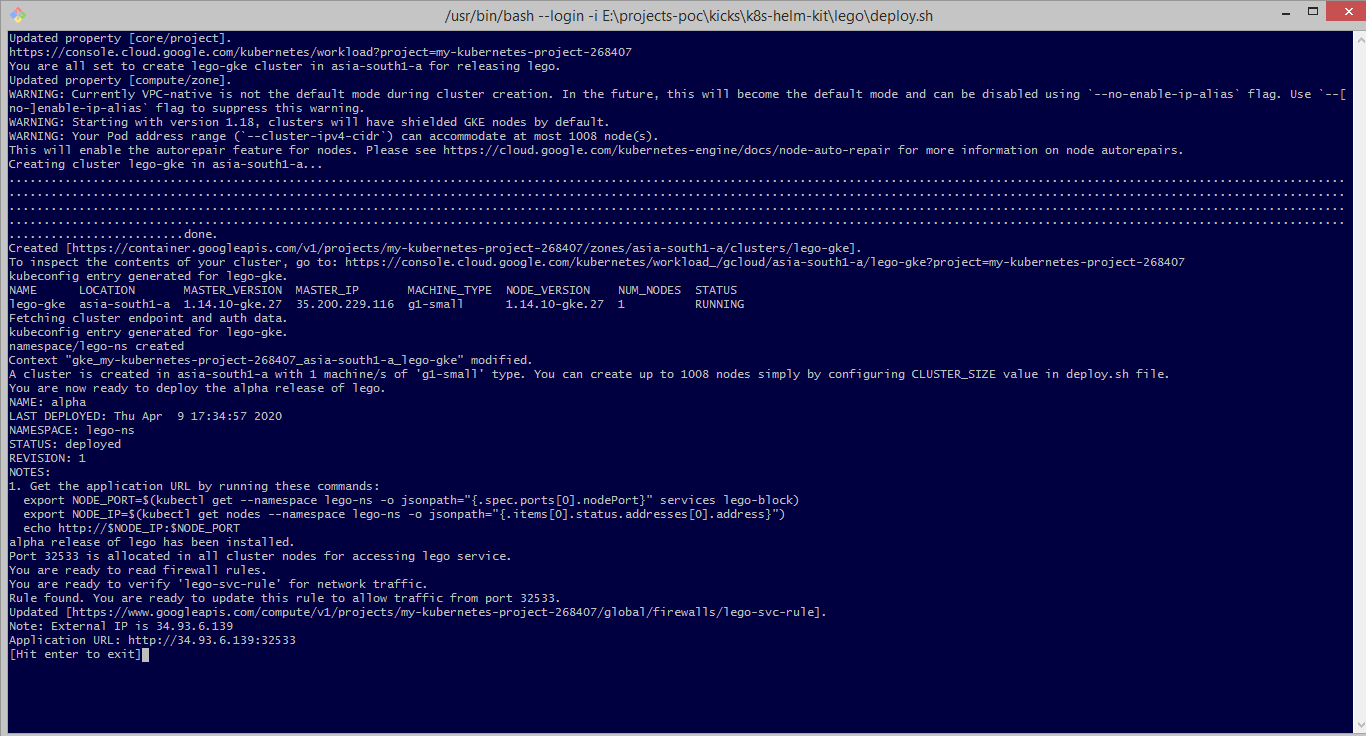 /usr/bin/bash --login -i E:\projects-poc\kicks\k8s-helm-kit\lego\deploy.sh
Updated property [core/project].
https://console.cloud.google.com/kubernetes/workload?project=my-kubernetes-project-268407
You are all set to create lego-gke cluster in asia-south1-a for releasing lego.
Updated property [compute/zone].
WARNING: Currently VPC-native is not the default mode during cluster creation. In the future, this will become the default mode and can be disabled using `--no-enable-ip-alias` flag. Use `--[
no-]enable-ip-alias` flag to suppress this warning.
WARNING: Starting with version 1.18, clusters will have shielded GKE nodes by default.
WARNING: Your Pod address range (`--cluster-ipv4-cidr`) can accommodate at most 1008 node(s).
This will enable the autorepair feature for nodes. Please see https://cloud.google.com/kubernetes-engine/docs/node-auto-repair for more information on node autorepairs.
Creating cluster lego-gke in asia-south1-a...
...............................................................................................................................................................................................
...............................................................................................................................................................................................
...............................................................................................................................................................................................
...............................................................................................................................................................................................
.........................done.
Created [https://container.googleapis.com/v1/projects/my-kubernetes-project-268407/zones/asia-south1-a/clusters/lego-gke].
To inspect the contents of your cluster, go to: https://console.cloud.google.com/kubernetes/workload_/gcloud/asia-south1-a/lego-gke?project=my-kubernetes-project-268407
kubeconfig entry generated for lego-gke.
NAME      LOCATION       MASTER_VERSION  MASTER_IP       MACHINE_TYPE  NODE_VERSION    NUM_NODES  STATUS
lego-gke  asia-south1-a  1.14.10-gke.27  35.200.229.116  g1-small      1.14.10-gke.27  1          RUNNING
Fetching cluster endpoint and auth data.
kubeconfig entry generated for lego-gke.
namespace/lego-ns created
Context "gke_my-kubernetes-project-268407_asia-south1-a_lego-gke" modified.
A cluster is created in asia-south1-a with 1 machine/s of 'g1-small' type. You can create up to 1008 nodes simply by configuring CLUSTER_SIZE value in deploy.sh file.
You are now ready to deploy the alpha release of lego.
NAME: alpha
LAST DEPLOYED: Thu Apr  9 17:34:57 2020
NAMESPACE: lego-ns
STATUS: deployed
REVISION: 1
NOTES:
1. Get the application URL by running these commands:
  export NODE_PORT=$(kubectl get --namespace lego-ns -o jsonpath="{.spec.ports[0].nodePort}" services lego-block)
  export NODE_IP=$(kubectl get nodes --namespace lego-ns -o jsonpath="{.items[0].status.addresses[0].address}")
  echo http://$NODE_IP:$NODE_PORT
alpha release of lego has been installed.
Port 32533 is allocated in all cluster nodes for accessing lego service.
You are ready to read firewall rules.
You are ready to verify 'lego-svc-rule' for network traffic.
Rule found. You are ready to update this rule to allow traffic from port 32533.
Updated [https://www.googleapis.com/compute/v1/projects/my-kubernetes-project-268407/global/firewalls/lego-svc-rule].
Note: External IP is 34.93.6.139
Application URL: http://34.93.6.139:32533
[Hit enter to exit]